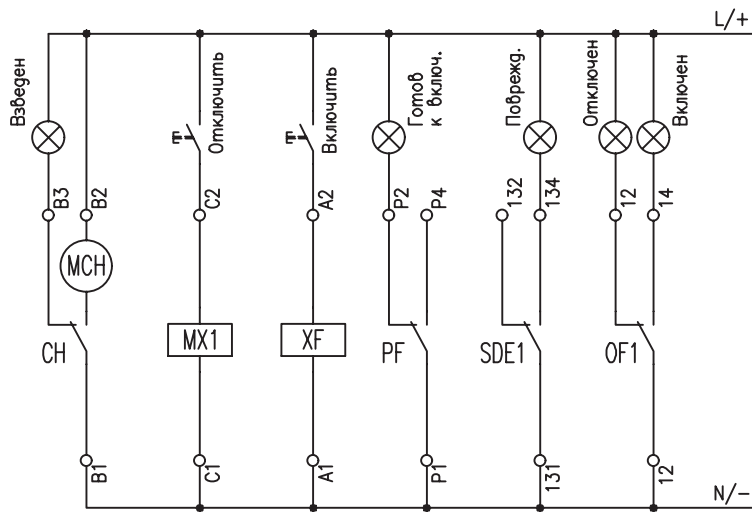 L/+
Взведен
Отключить
Включить
Готов
к включ.
Поврежд.
Отключен
Включен
B3
B2
C2
A2
P2
P4
132
134
12
14
MCH
CH
MX1
XF
PF
SDE1
OF1
B1
C1
A1
P1
131
12
N/-